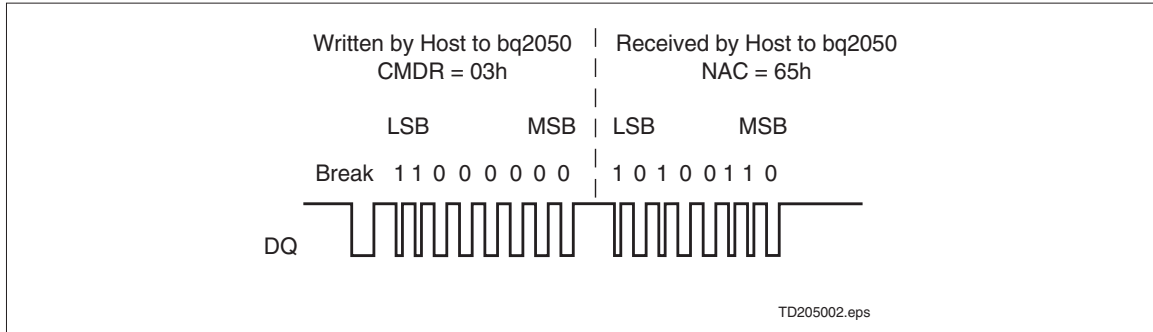 Written by Host to bq2050
CMDR = 03h
Received by Host to bq2050
NAC = 65h
LSB MSB LSB MSB
Break 1 1 0 0 0 0 0 0 1 0 1 0 0 1 1 0
DQ
TD205002.eps